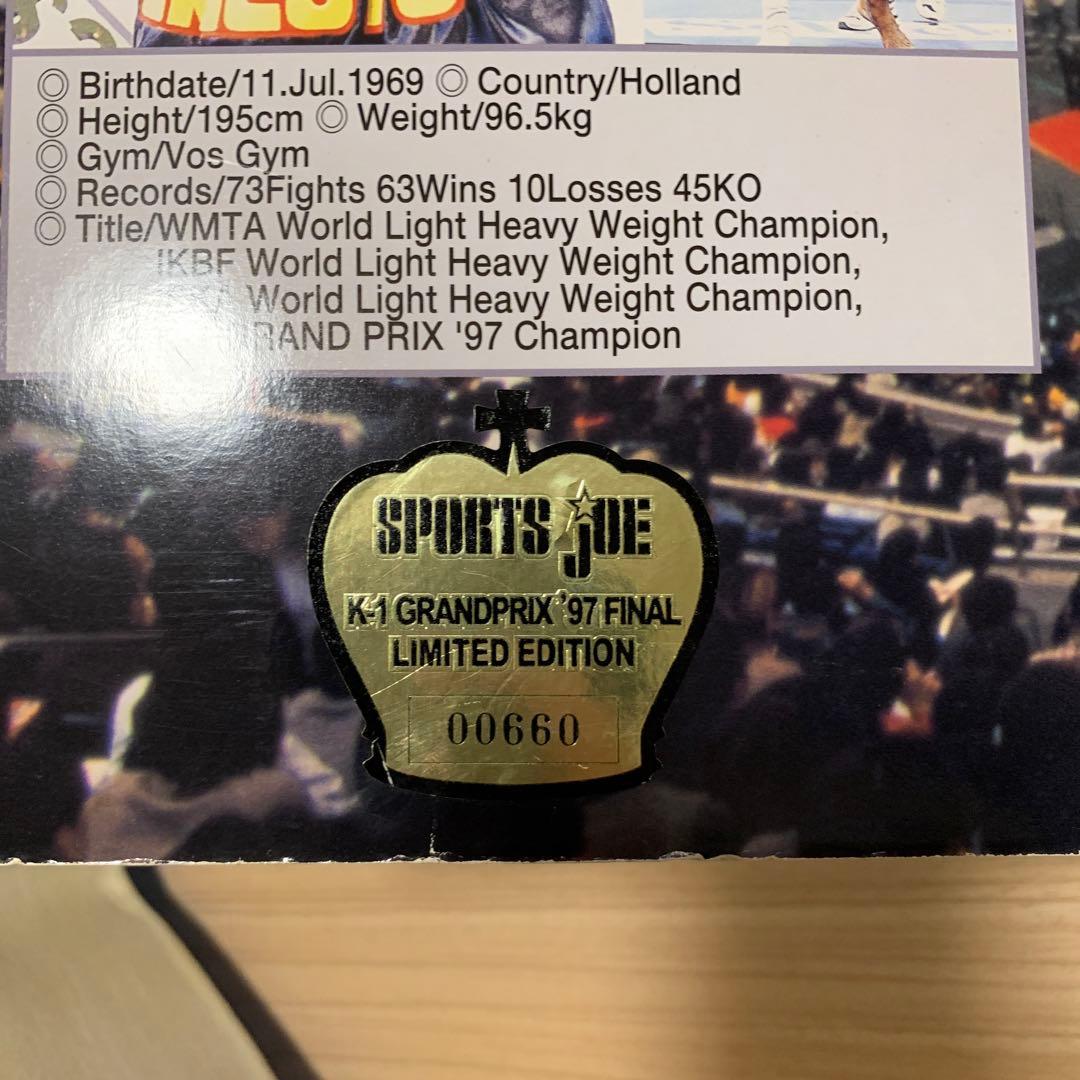 ◎ Birthdate/11.Jul.1969 ◎ Country/Holland
◎ Height/195cm ◎ Weight/96.5kg
◎ Gym/Vos Gym
◎ Records/73Fights 63Wins 10Losses 45KO
◎ Title/WMTA World Light Heavy Weight Champion,
IKBF World Light Heavy Weight Champion,
World Light Heavy Weight Champion,
GRAND PRIX '97 Champion
SPORTS JOE
K-1 GRANDPRIX '97 FINAL
LIMITED EDITION
00660